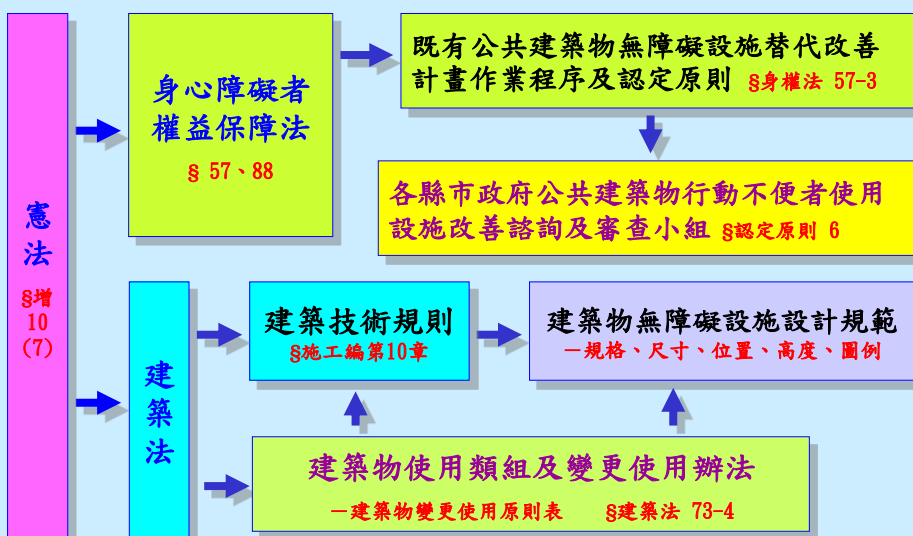 憲法
§增
10
(7)
身心障礙者
權益保障法
§ 57、88
既有公共建築物無障礙設施替代改善
計畫作業程序及認定原則 §身權法 57-3
各縣市政府公共建築物行動不便者使用
設施改善諮詢及審查小組 §認定原則 6
建築法
建築技術規則
§施工編第10章
建築物無障礙設施設計規範
－規格、尺寸、位置、高度、圖例
建築物使用類組及變更使用辦法
－建築物變更使用原則表 §建築法 73-4